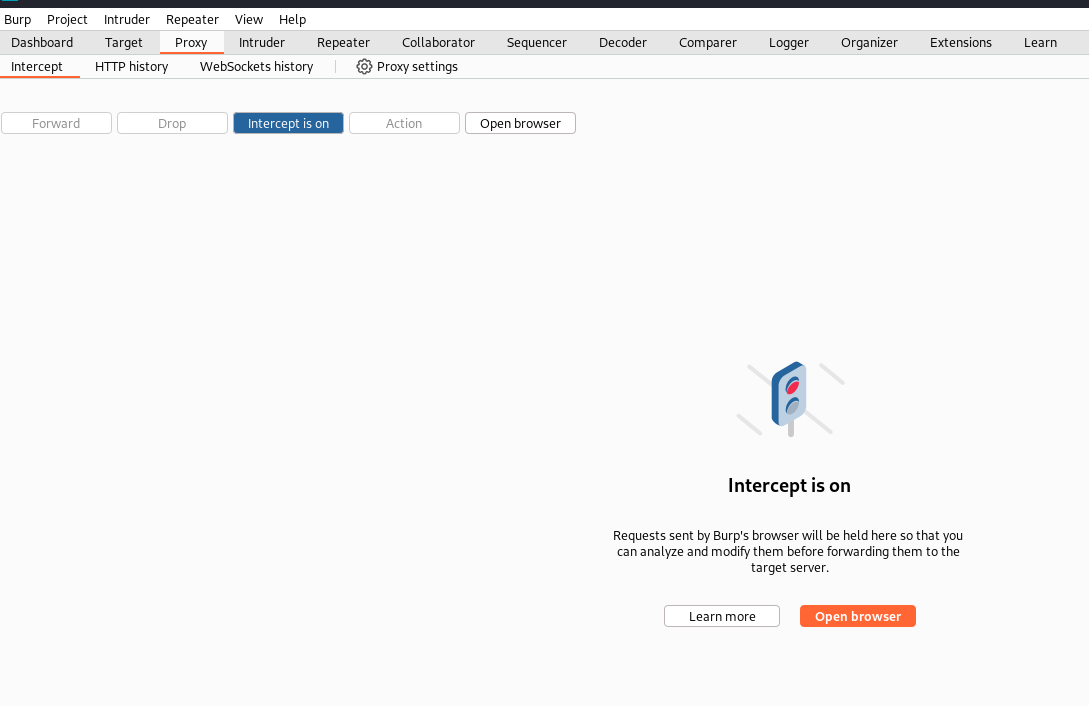 Burp Project Intruder Repeater View Help
Dashboard Target Proxy Intruder Repeater Collaborator Sequencer Decoder Comparer Logger Organizer Extensions Learn
Intercept HTTP history WebSockets history Proxy settings
Forward Drop Intercept is on Action Open browser
Intercept is on
Requests sent by Burp's browser will be held here so that you
can analyze and modify them before forwarding them to the
target server.
Learn more Open browser